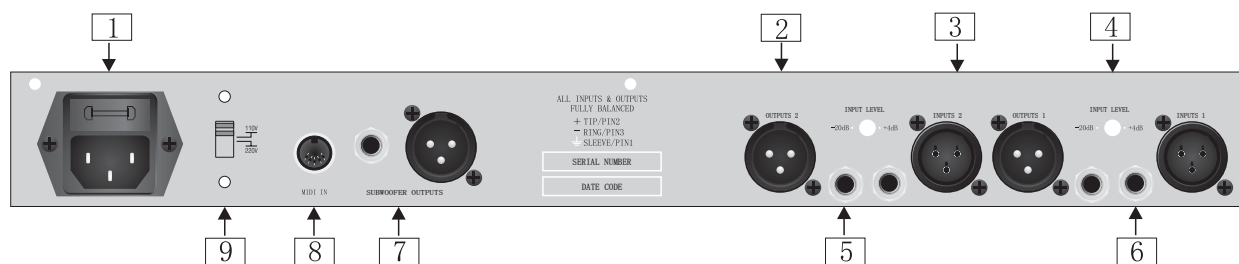 1
2
3
4
ALL INPUTS & OUTPUTS
FULLY BALANCED
+ TIP/PIN2
- RING/PIN3
SLEEVE/PIN1
SERIAL NUMBER
DATE CODE
110V
220V
MIDI IN
SUBWOOFER OUTPUTS
OUTPUTS 2
INPUT LEVEL
-20dB +4dB
INPUTS 2
OUTPUTS 1
INPUT LEVEL
-20dB +4dB
INPUTS 1
9
8
7
5
6